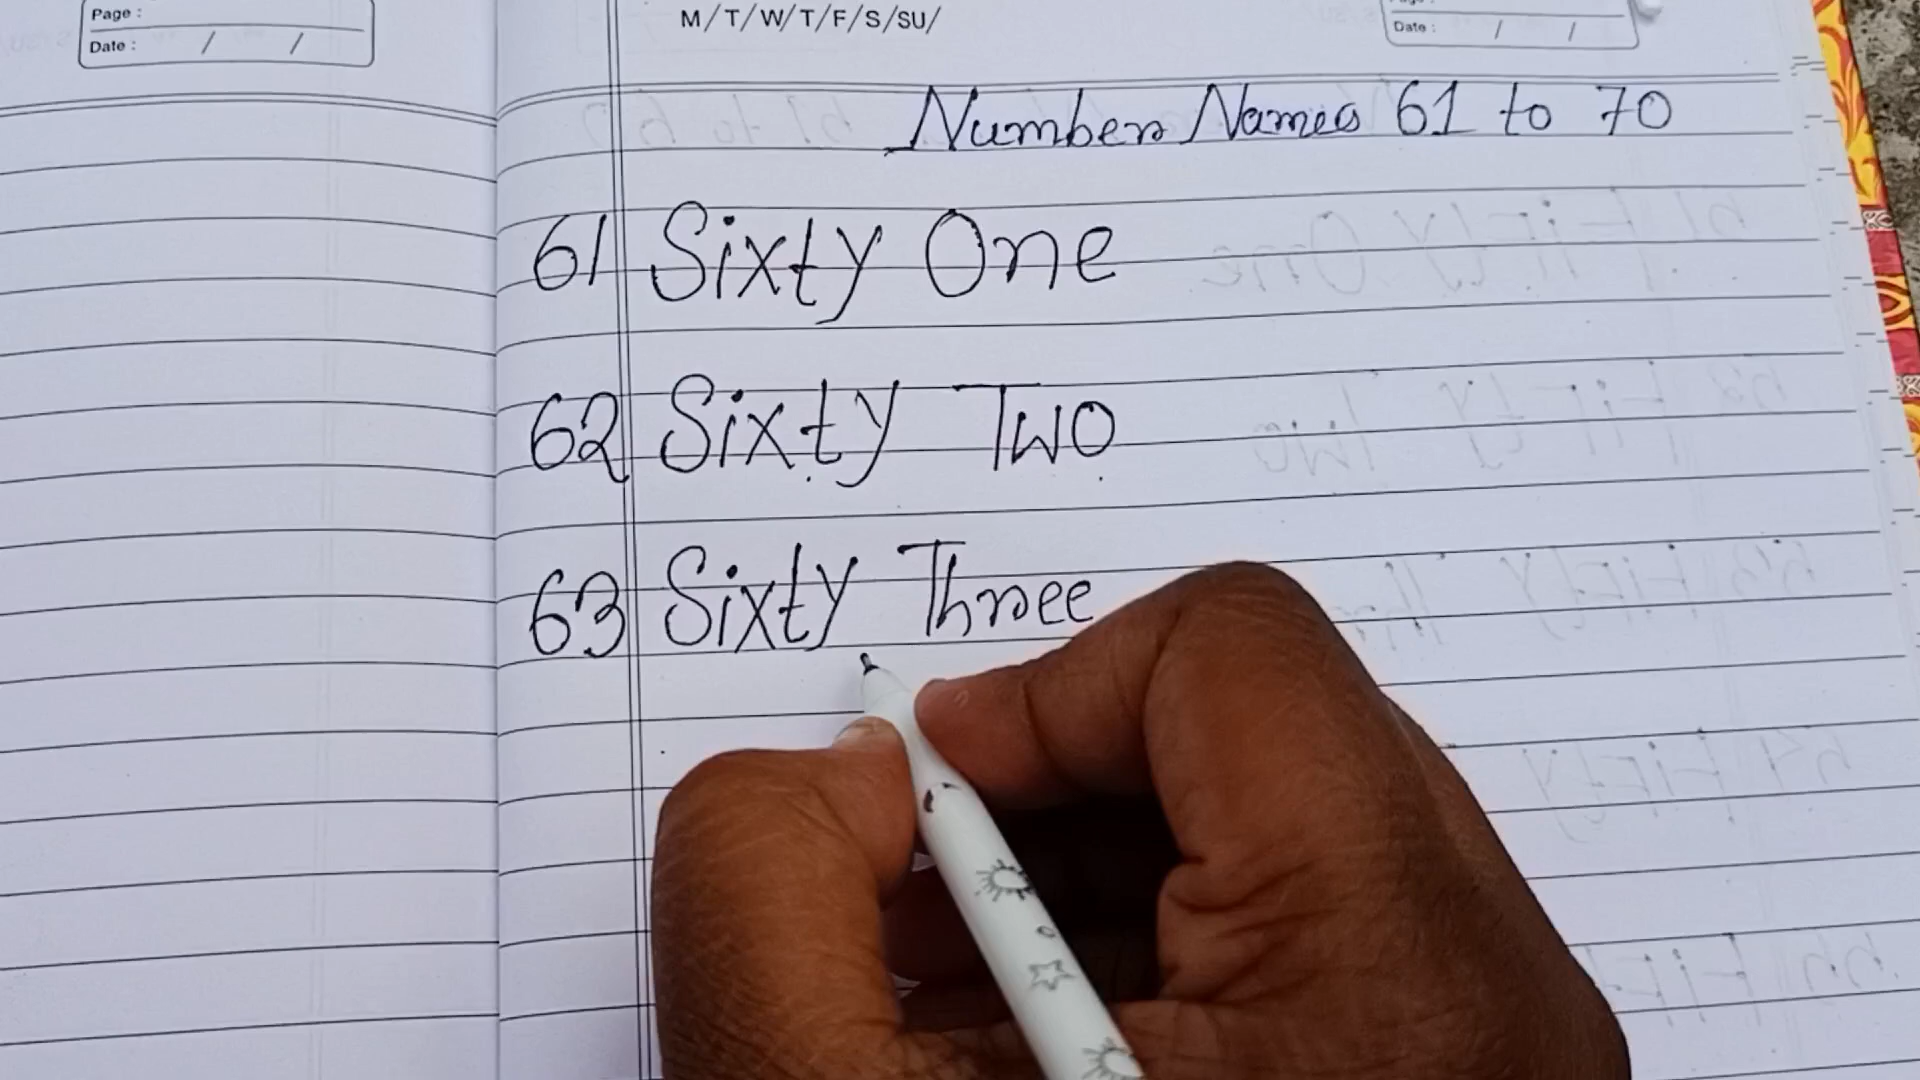 Page :
Date : / /
M/T/W/T/F/S/SU/
Date : / /
Number Names 61 to 70
61 Sixty One
62 Sixty Two
63 Sixty Three